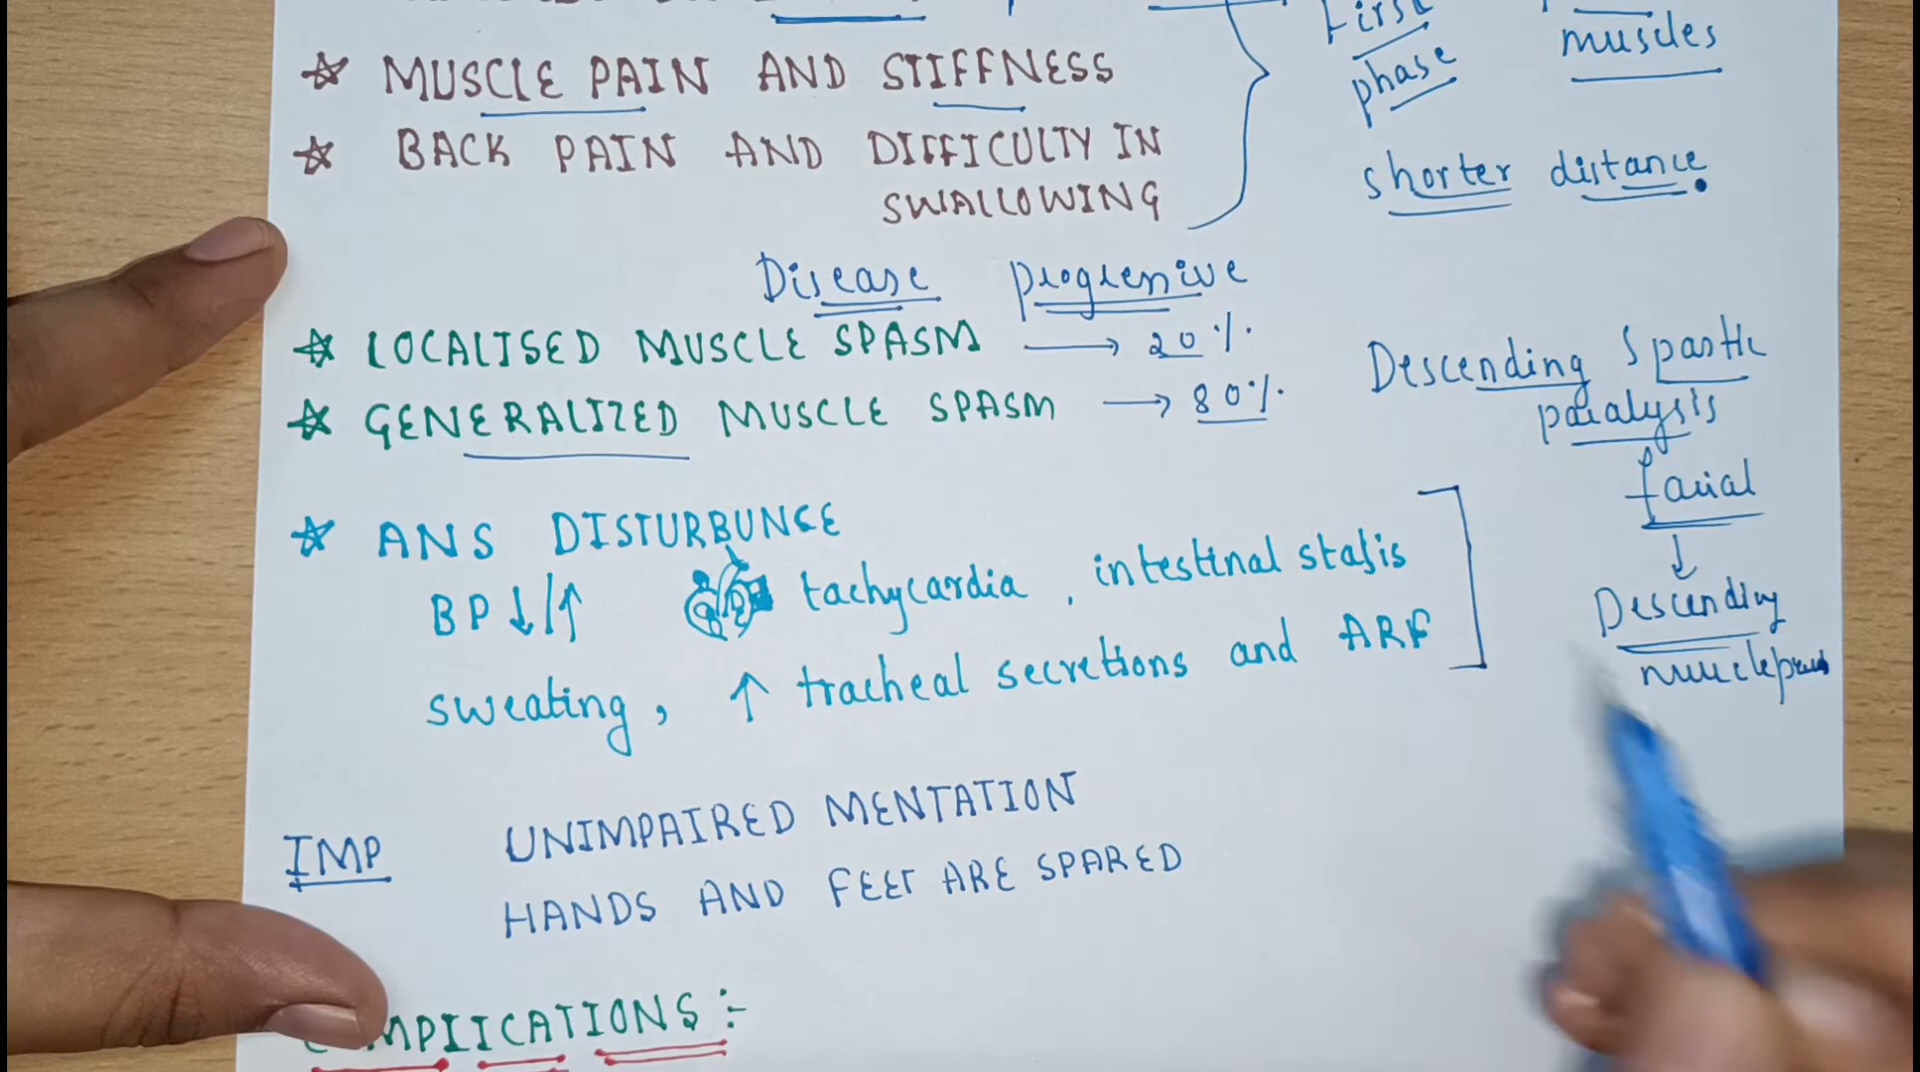 First
muscles
★ MUSCLE PAIN AND STIFFNESS
phase
★ BACK PAIN AND DIFFICULTY IN
SWALLOWING
shorter distance
Disease progressive
★ LOCALISED MUSCLE SPASM → 20%
★ GENERALIZED MUSCLE SPASM → 80%
Descending spastic
paralysis
facial
↓
Descending
★ ANS DISTURBUNCE
BP↓/↑ tachycardia, intestinal stasis
sweating, ↑ tracheal secretions and ARF
IMP UNIMPAIRED MENTATION
HANDS AND FEET ARE SPARED
MPLICATIONS :-